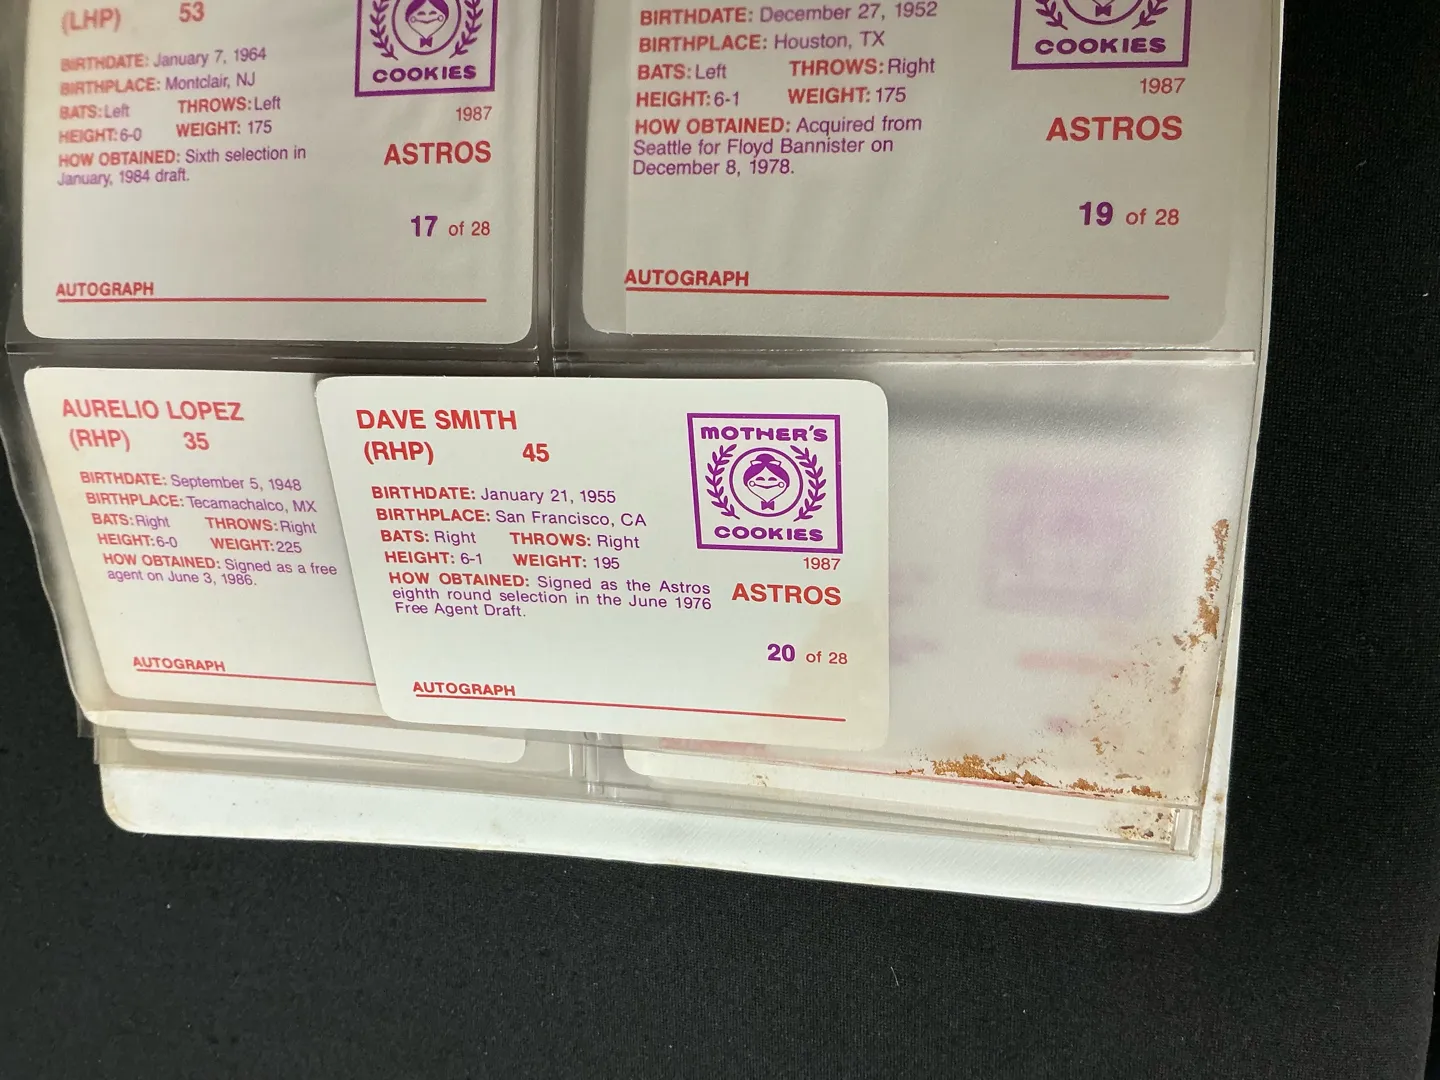 (LHP) 53
BIRTHDATE: January 7, 1964
BIRTHPLACE: Montclair, NJ
BATS: Left THROWS: Left
HEIGHT: 6-0 WEIGHT: 175
HOW OBTAINED: Sixth selection in
January, 1984 draft.
COOKIES
1987
ASTROS
17 of 28
AUTOGRAPH
BIRTHDATE: December 27, 1952
BIRTHPLACE: Houston, TX
BATS: Left THROWS: Right
HEIGHT: 6-1 WEIGHT: 175
HOW OBTAINED: Acquired from
Seattle for Floyd Bannister on
December 8, 1978.
COOKIES
1987
ASTROS
19 of 28
AUTOGRAPH
AURELIO LOPEZ
(RHP) 35
BIRTHDATE: September 5, 1948
BIRTHPLACE: Tecamachalco, MX
BATS: Right THROWS: Right
HEIGHT: 6-0 WEIGHT: 225
HOW OBTAINED: Signed as a free
agent on June 3, 1986.
AUTOGRAPH
DAVE SMITH
(RHP) 45
BIRTHDATE: January 21, 1955
BIRTHPLACE: San Francisco, CA
BATS: Right THROWS: Right
HEIGHT: 6-1 WEIGHT: 195
HOW OBTAINED: Signed as the Astros
eighth round selection in the June 1976
Free Agent Draft.
MOTHER'S
COOKIES
1987
ASTROS
20 of 28
AUTOGRAPH